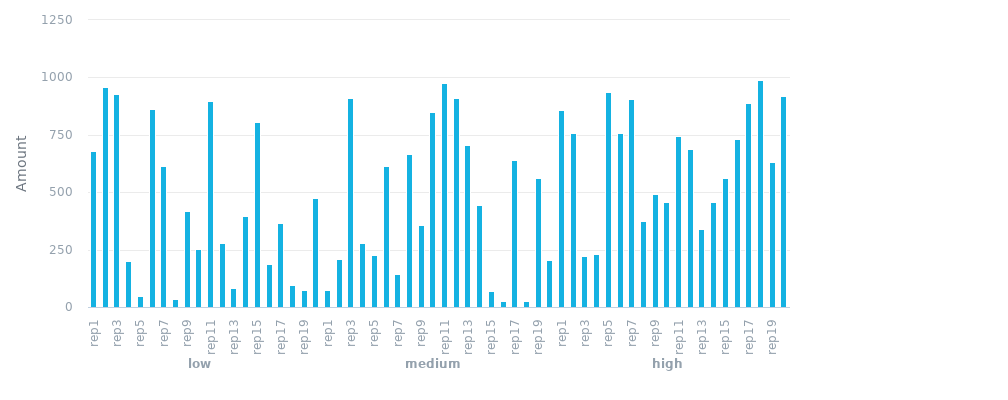 1250
1000
750
500
250
0
Amount
rep1 rep3 rep5 rep7 rep9 rep11 rep13 rep15 rep17 rep19 rep1 rep3 rep5 rep7 rep9 rep11 rep13 rep15 rep17 rep19 rep1 rep3 rep5 rep7 rep9 rep11 rep13 rep15 rep17 rep19
low medium high